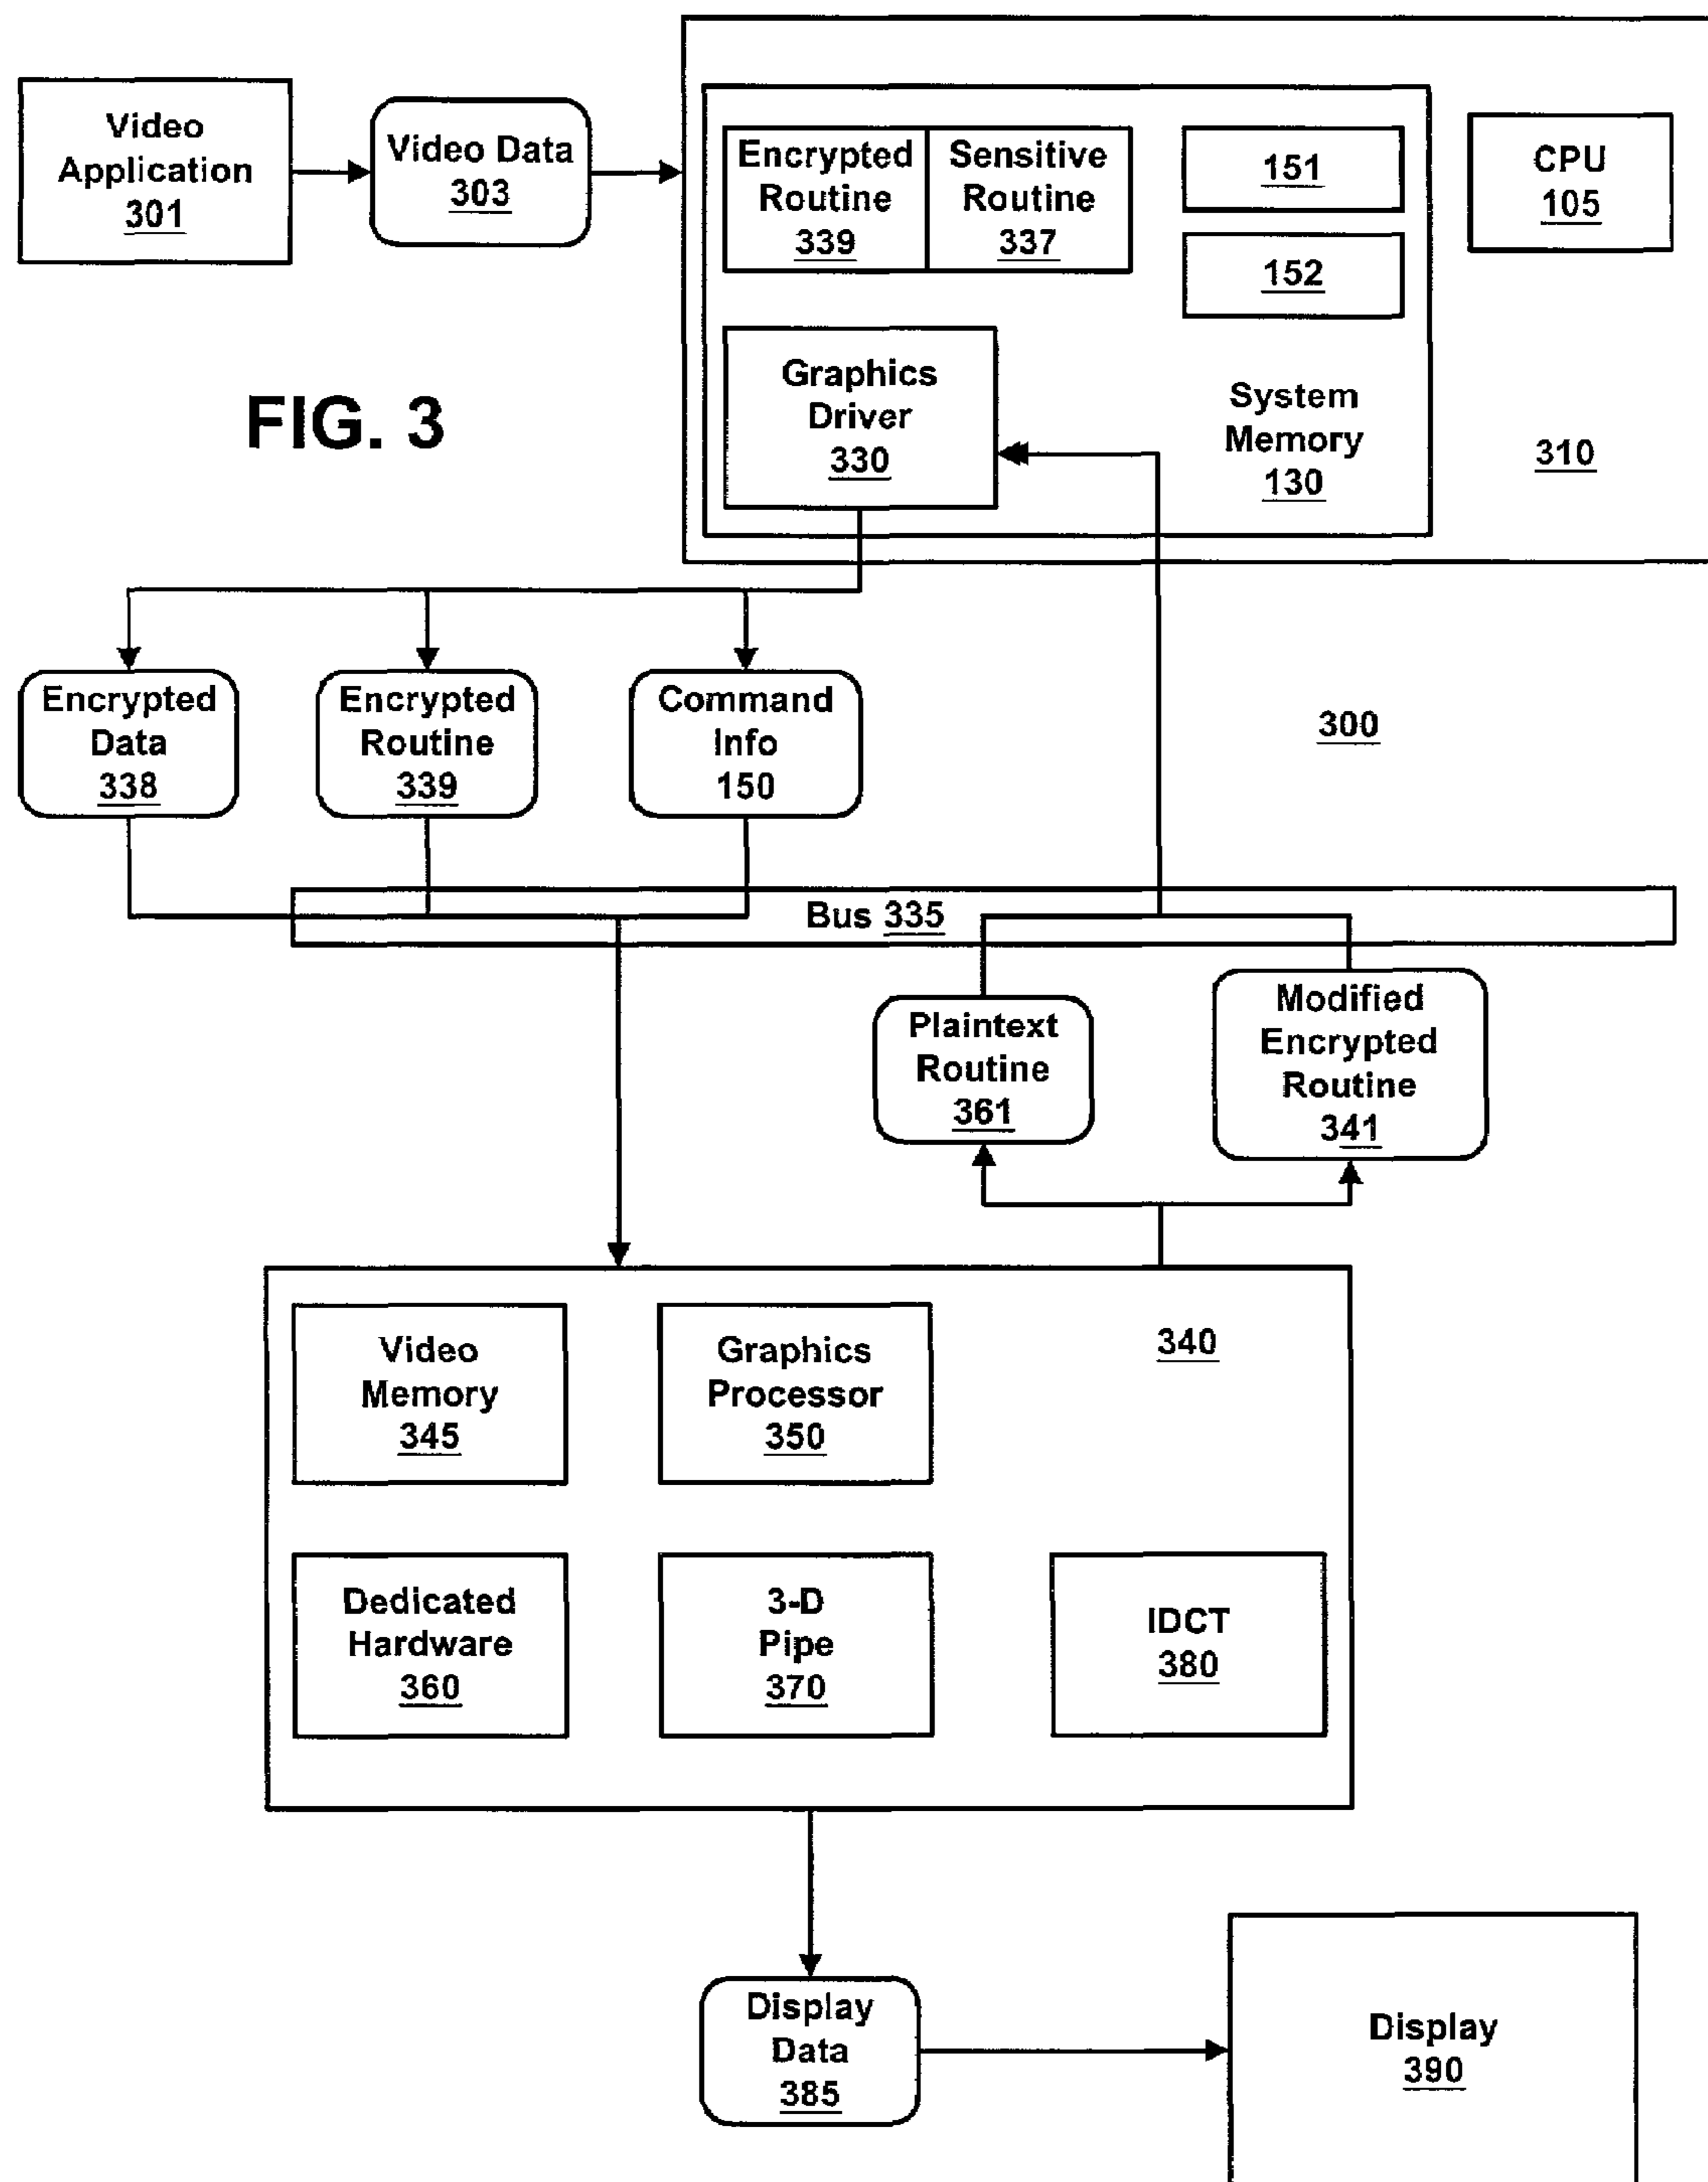 Video
Application
301
Video Data
303
Encrypted
Routine
339
Sensitive
Routine
337
151
152
CPU
105
Graphics
Driver
330
System
Memory
130
310
FIG. 3
Encrypted
Data
338
Encrypted
Routine
339
Command
Info
150
300
Bus 335
Plaintext
Routine
361
Modified
Encrypted
Routine
341
Video
Memory
345
Graphics
Processor
350
340
Dedicated
Hardware
360
3-D
Pipe
370
IDCT
380
Display
Data
385
Display
390